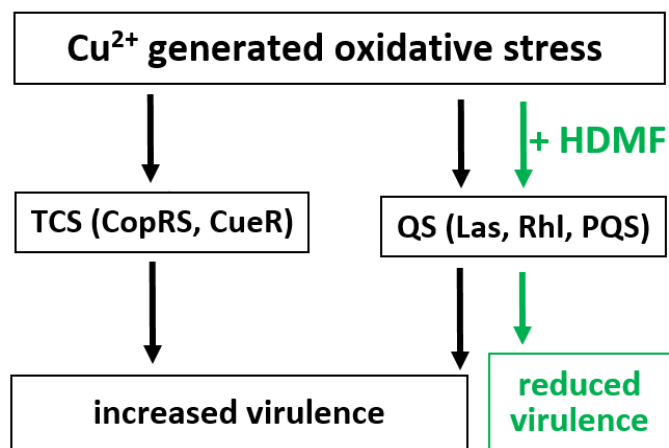 Cu²⁺ generated oxidative stress
+ HDMF
TCS (CopRS, CueR)
QS (Las, Rhl, PQS)
increased virulence
reduced
virulence